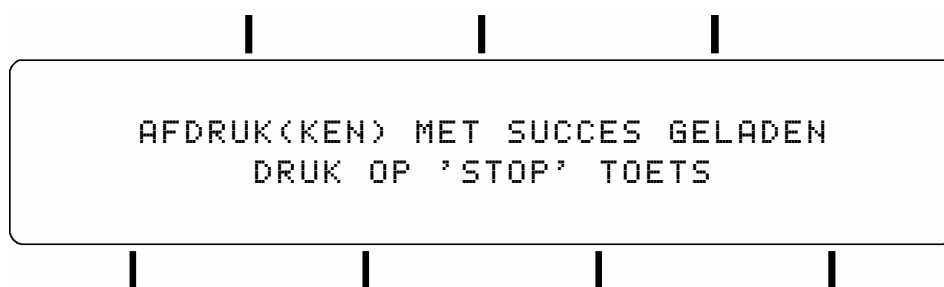 AFDRUK(KEN) MET SUCCES GELADEN
DRUK OP 'STOP' TOETS